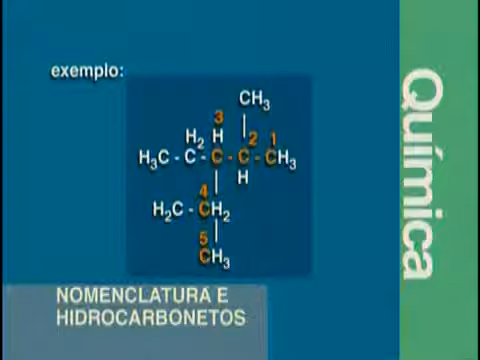 exemplo:
CH3
3
H2 H 2 1
H3C - C - C - C - CH3
H
4
H2C - CH2
5
CH3
NOMENCLATURA E
HIDROCARBONETOS
Química